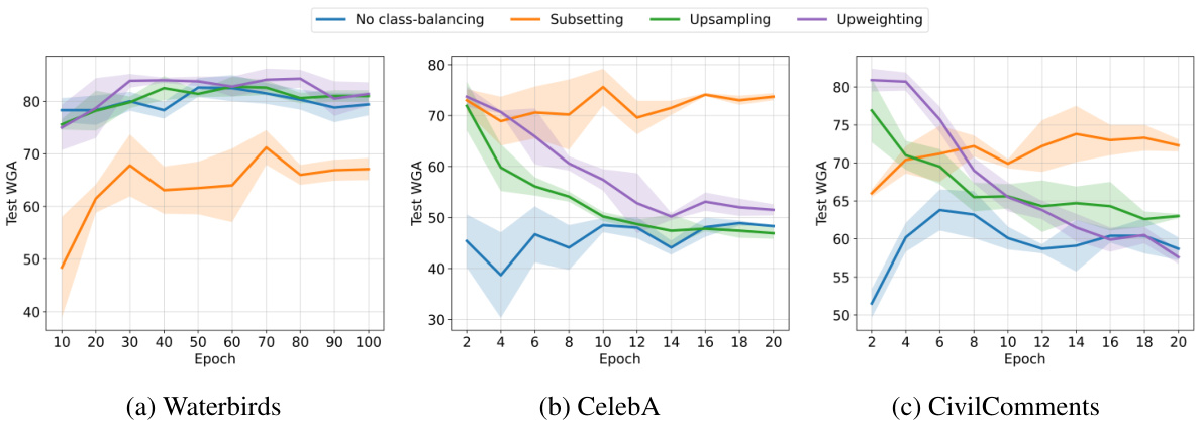 No class-balancing Subsetting Upsampling Upweighting
Test WGA
80
70
60
50
40
10 20 30 40 50 60 70 80 90 100
Epoch
(a) Waterbirds
Test WGA
80
70
60
50
40
30
2 4 6 8 10 12 14 16 18 20
Epoch
(b) CelebA
Test WGA
80
75
70
65
60
55
50
2 4 6 8 10 12 14 16 18 20
Epoch
(c) CivilComments